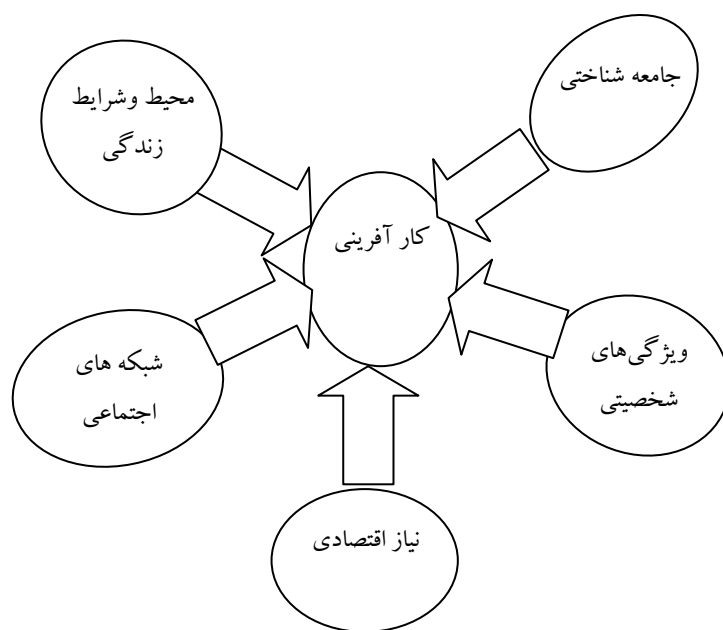 جامعه شناختی
محیط وشرایط
زندگی
کار آفرینی
ویژگی‌های
شخصیتی
شبکه های
اجتماعی
نیاز اقتصادی